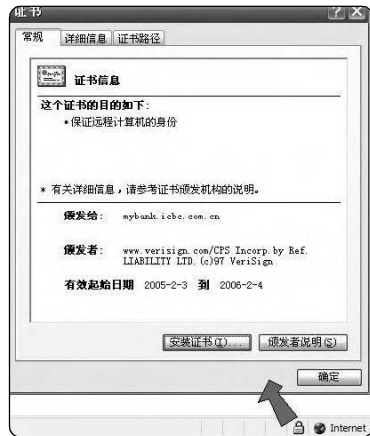 证书
常规 详细信息 证书路径
证书信息
这个证书的目的如下:
•保证远程计算机的身份
* 有关详细信息，请参考证书颁发机构的说明。
颁发给: mybank.icbc.com.cn
颁发者: www.verisign.com/CPS Incorp.by Ref.
LIABILITY LTD.(c)97 VeriSign
有效起始日期 2005-2-3 到 2006-2-4
安装证书(I)... 颁发者说明(S)
确定
Internet